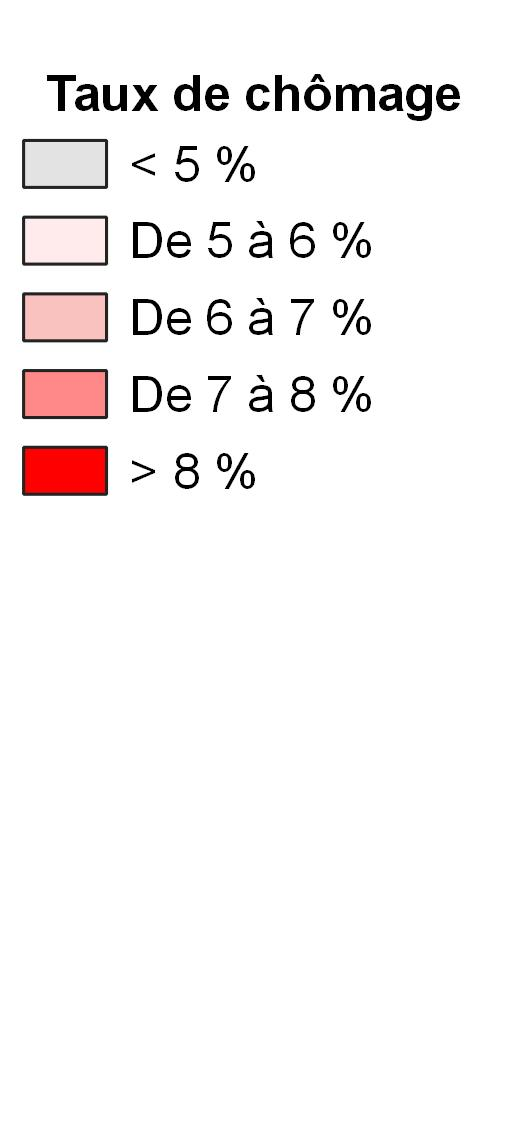 Taux de chômage
< 5 %
De 5 à 6 %
De 6 à 7 %
De 7 à 8 %
> 8 %